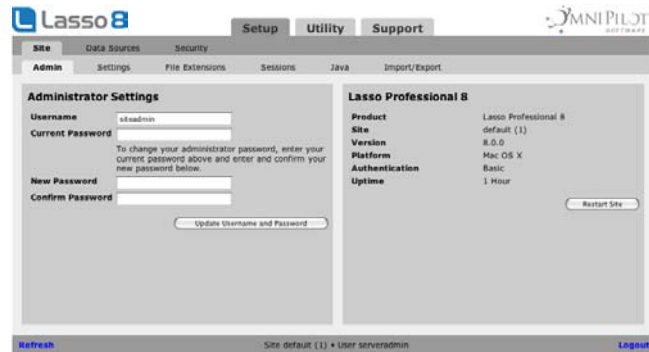 Lasso 8
Setup Utility Support
OMNIPILOT
SOFTWARE
Site Data Sources Security
Admin Settings File Extensions Sessions Java Import/Export
Administrator Settings
Username siteadmin
Current Password
To change your administrator password, enter your
current password above and enter and confirm your
new password below.
New Password
Confirm Password
Update Username and Password
Lasso Professional 8
Product Lasso Professional 8
Site default (1)
Version 8.0.0
Platform Mac OS X
Authentication Basic
Uptime 1 Hour
Restart Site
Refresh Site default (1) • User serveradmin Logout